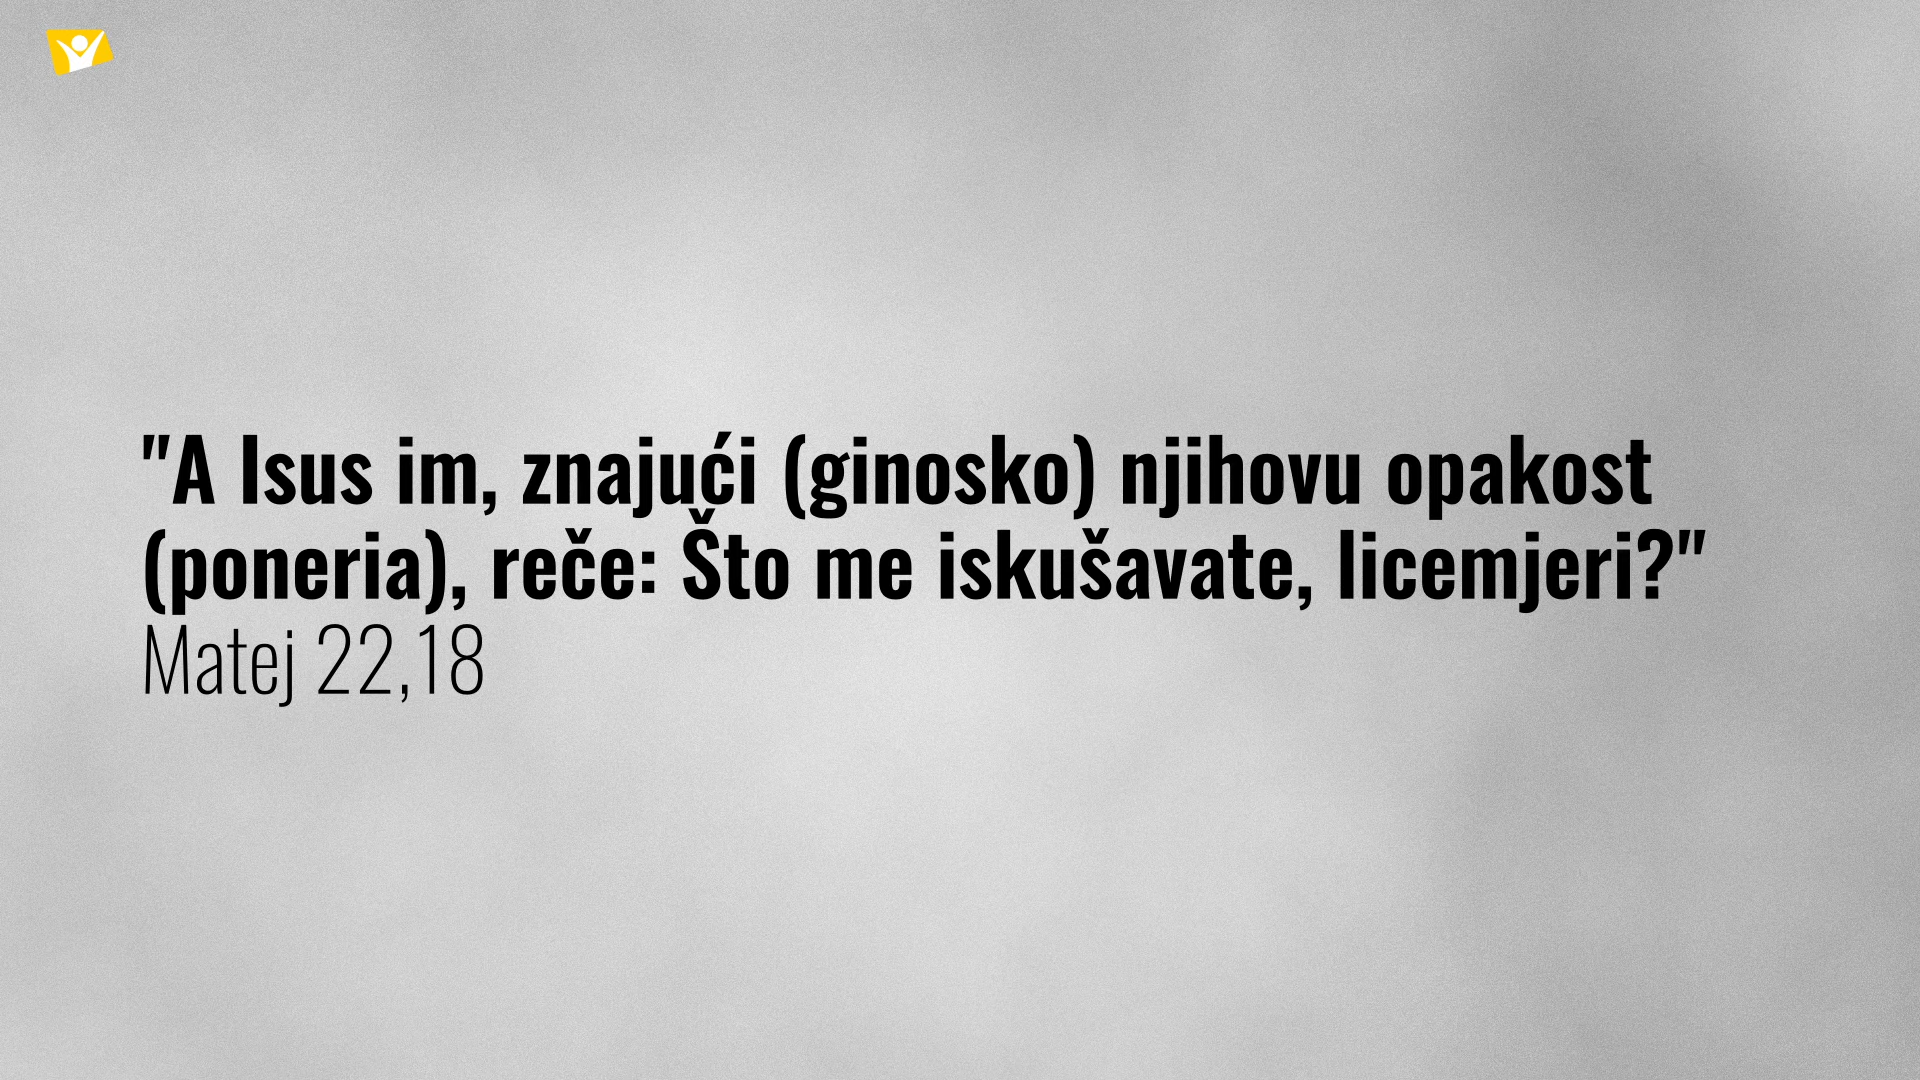 "A Isus im, znajući (ginosko) njihovu opakost
(poneria), reče: Što me iskušavate, licemjeri?"
Matej 22,18